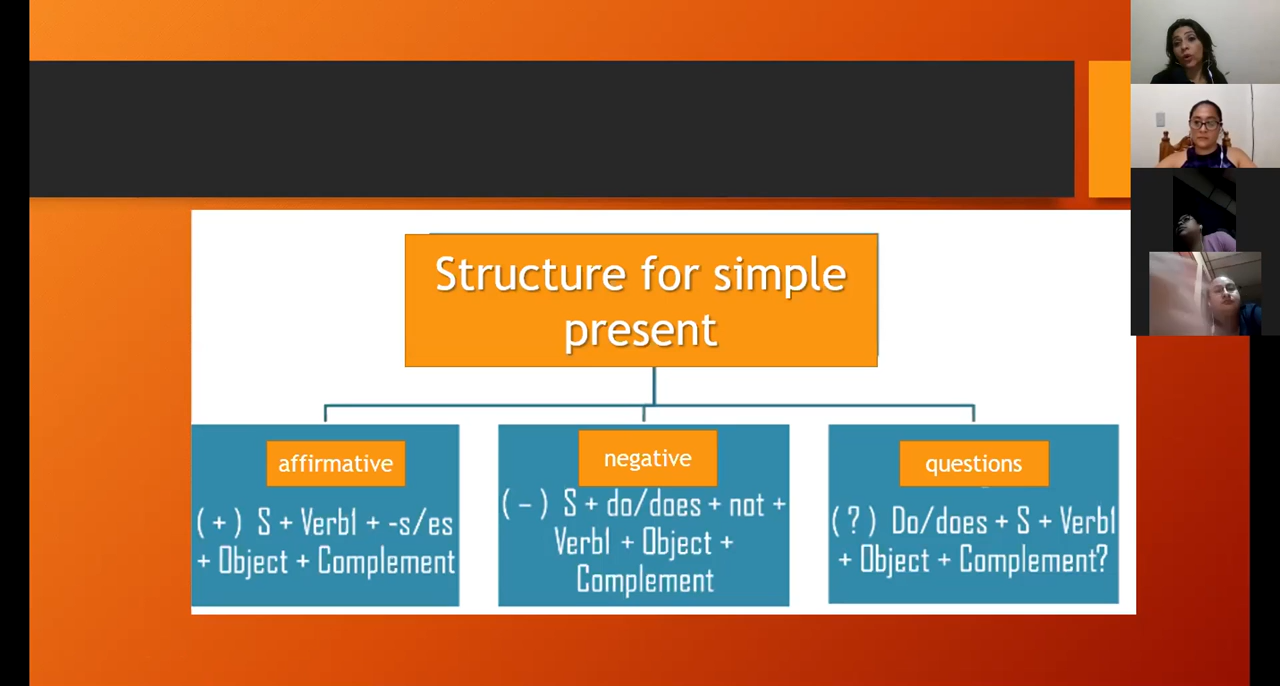 Structure for simple
present
affirmative
(+) S + Verb1 + -s/es
+ Object + Complement
negative
(-) S + do/does + not +
Verb1 + Object +
Complement
questions
(?) Do/does + S + Verb1
+ Object + Complement?